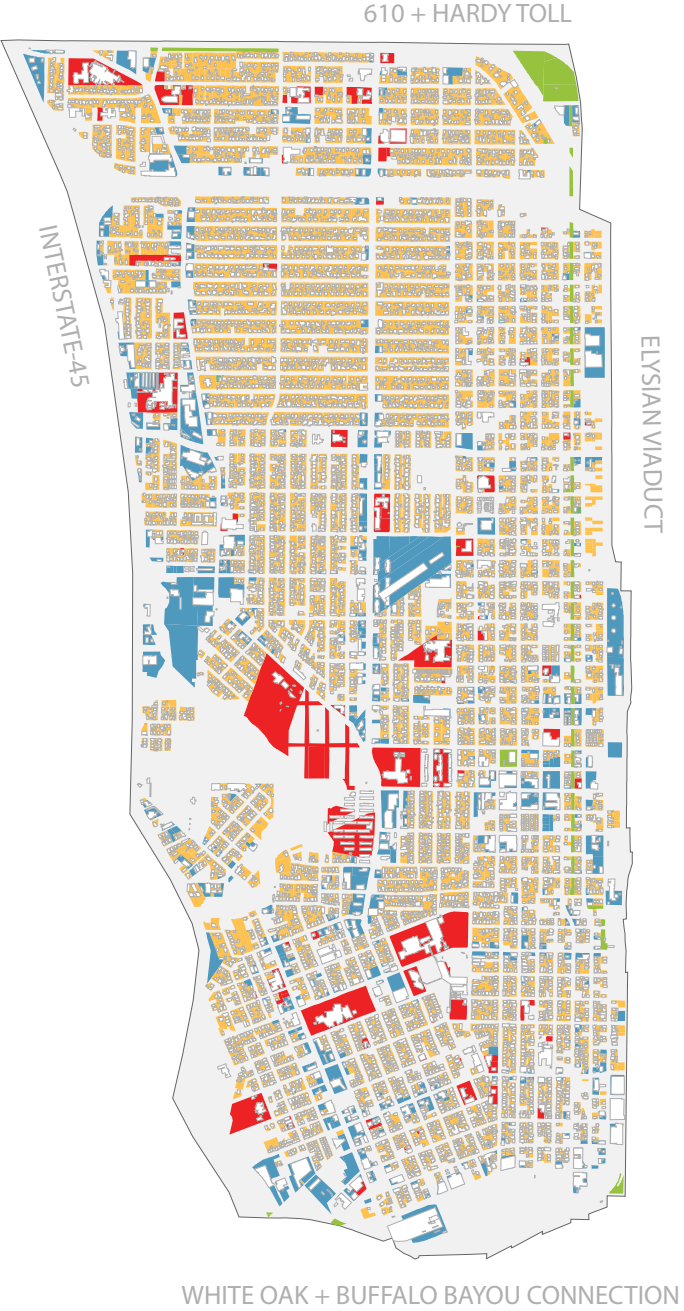 610 + HARDY TOLL
INTERSTATE-45
ELYSIAN VIADUCT
WHITE OAK + BUFFALO BAYOU CONNECTION